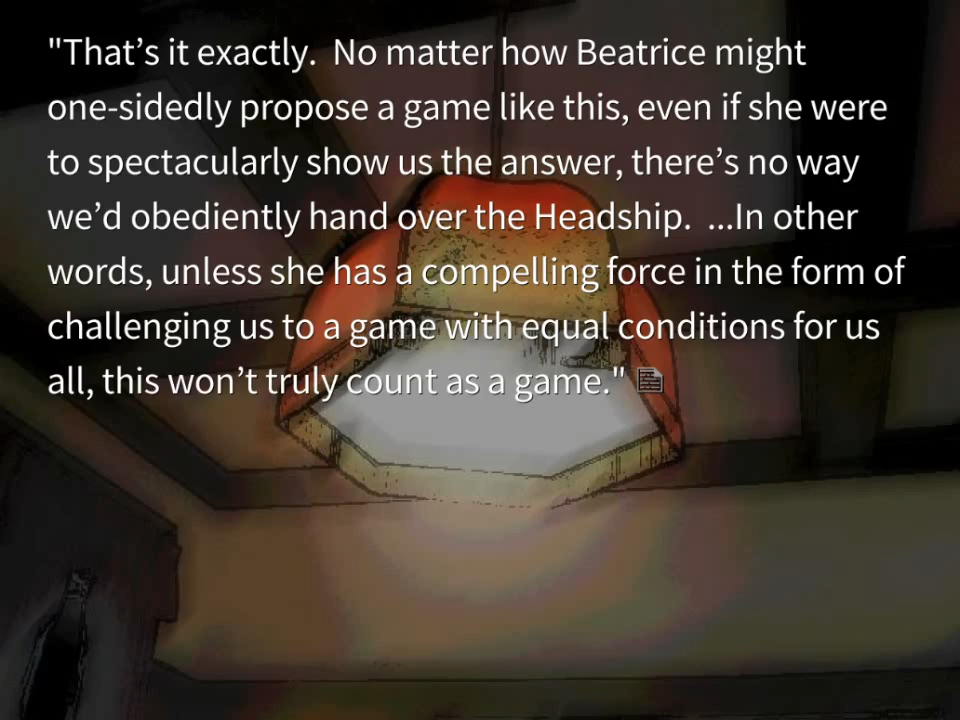 "That’s it exactly.  No matter how Beatrice might
one-sidedly propose a game like this, even if she were
to spectacularly show us the answer, there’s no way
we’d obediently hand over the Headship.  ...In other
words, unless she has a compelling force in the form of
challenging us to a game with equal conditions for us
all, this won’t truly count as a game."